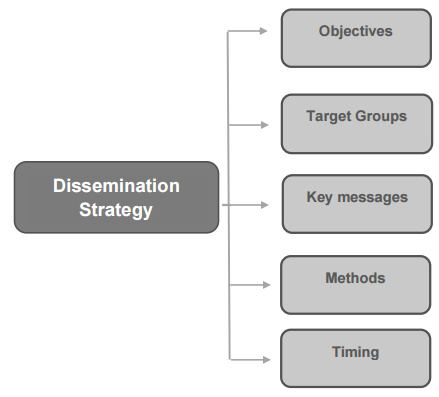 Objectives
Target Groups
Dissemination
Strategy
Key messages
Methods
Timing